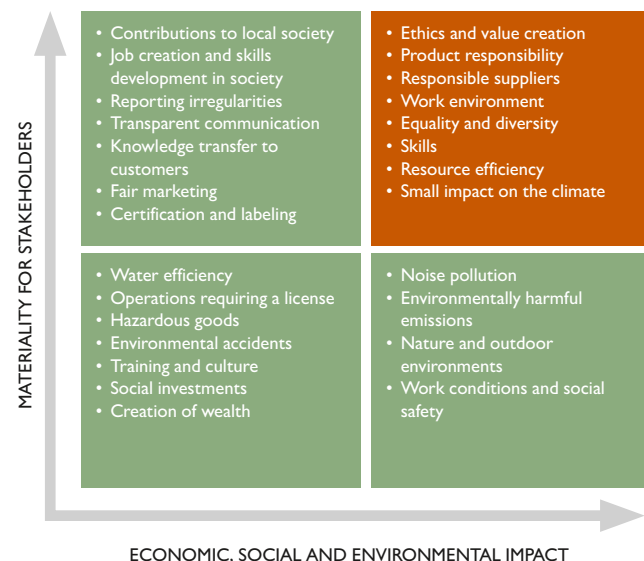 • Contributions to local society
• Job creation and skills
development in society
• Reporting irregularities
• Transparent communication
• Knowledge transfer to
customers
• Fair marketing
• Certification and labeling
• Ethics and value creation
• Product responsibility
• Responsible suppliers
• Work environment
• Equality and diversity
• Skills
• Resource efficiency
• Small impact on the climate
• Water efficiency
• Operations requiring a license
• Hazardous goods
• Environmental accidents
• Training and culture
• Social investments
• Creation of wealth
• Noise pollution
• Environmentally harmful
emissions
• Nature and outdoor
environments
• Work conditions and social
safety
MATERIALITY FOR STAKEHOLDERS
ECONOMIC, SOCIAL AND ENVIRONMENTAL IMPACT